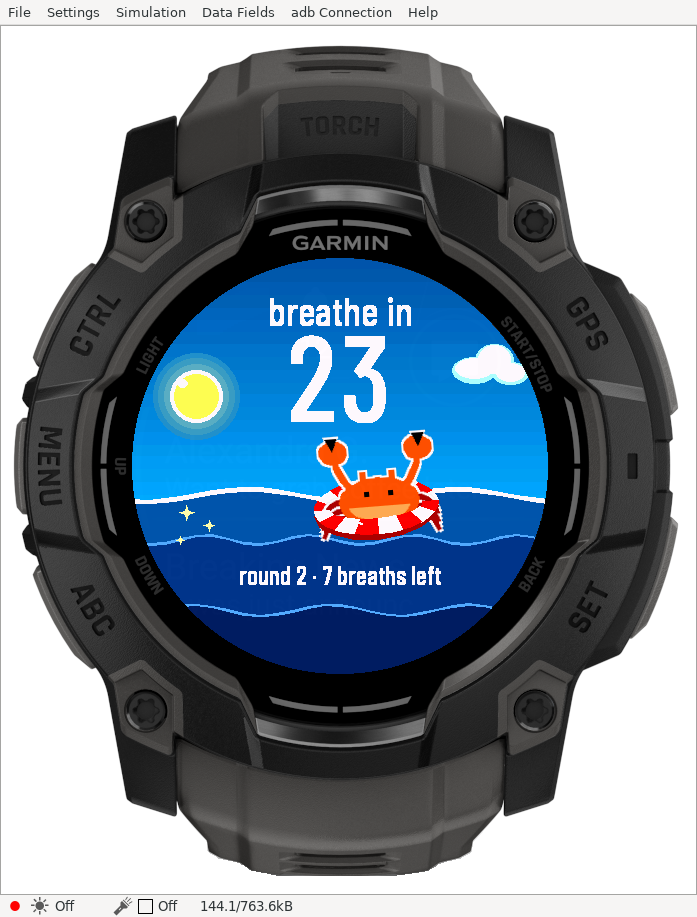 File Settings Simulation Data Fields adb Connection Help
TORCH
GARMIN
CTRL
GPS
LIGHT
START/STOP
breathe in
23
MENU
UP
DOWN
BACK
ABC
SET
round 2 · 7 breaths left
Off Off 144.1/763.6kB